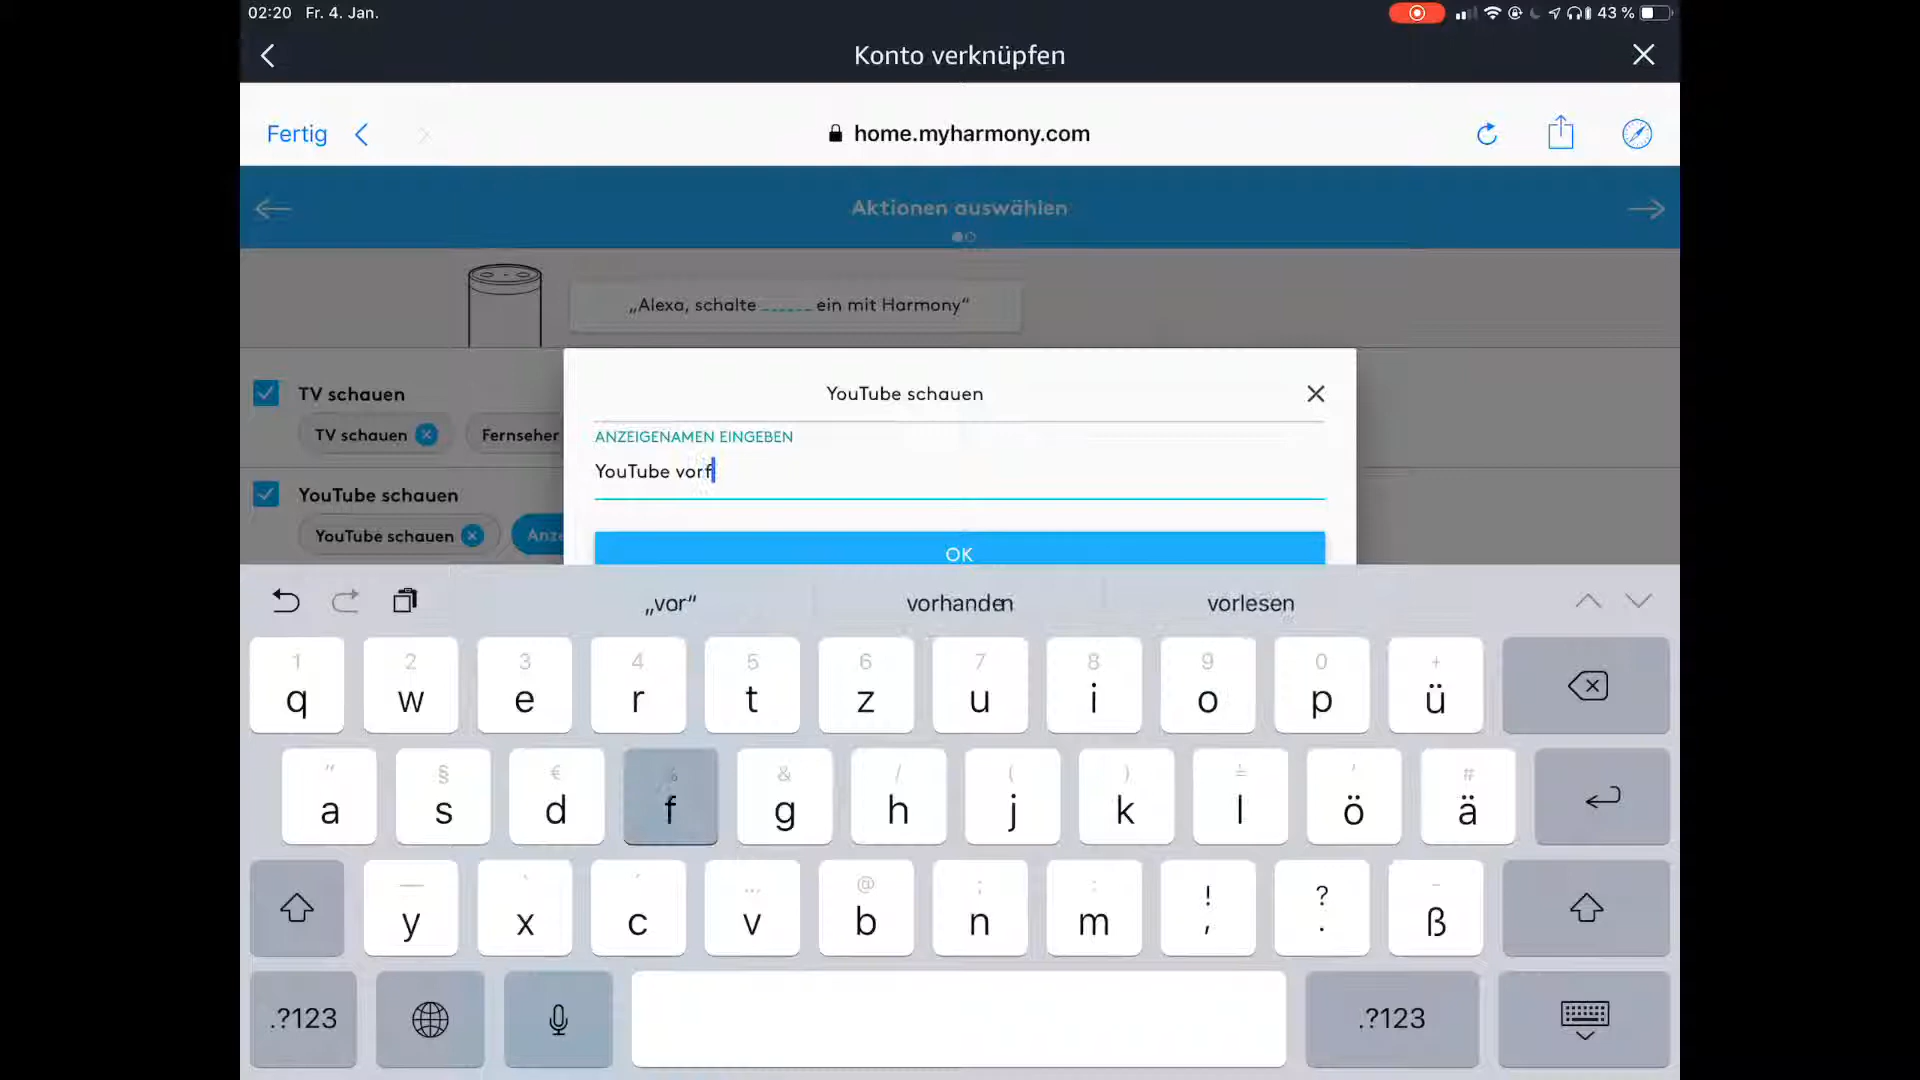 02:20 Fr. 4. Jan.
43 %
Konto verknüpfen
Fertig
home.myharmony.com
Aktionen auswählen
„Alexa, schalte ______ ein mit Harmony“
TV schauen
TV schauen
Fernseher
YouTube schauen
YouTube schauen
Anze
YouTube schauen
ANZEIGENAMEN EINGEBEN
YouTube vorf
OK
„vor“ vorhanden vorlesen
1 2 3 4 5 6 7 8 9 0 +
q w e r t z u i o p ü
" § € & / ( ) = ' #
a s d f g h j k l ö ä
— ` ´ ... @ ; : ! ? -
y x c v b n m , . ß
.?123 .?123